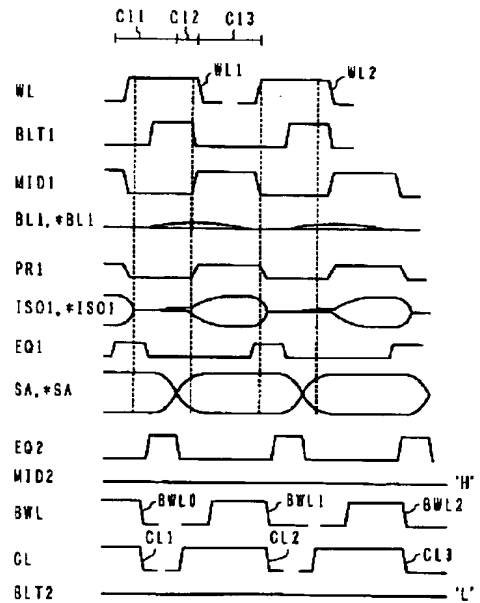 C11 C12 C13
WL WL1 WL2
BLT1
MID1
BL1,*BL1
PR1
ISO1,*ISO1
EQ1
SA,*SA
EQ2
MID2 'H'
BWL BWL0 BWL1 BWL2
CL CL1 CL2 CL3
BLT2 'L'